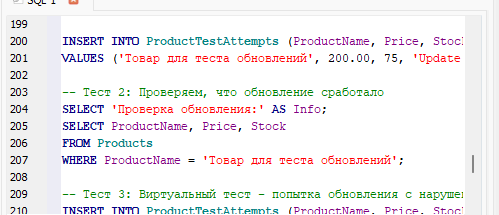 SQL 1
199
200 INSERT INTO ProductTestAttempts (ProductName, Price, Stock
201 VALUES ('Товар для теста обновлений', 200.00, 75, 'Update
202
203 -- Тест 2: Проверяем, что обновление сработало
204 SELECT 'Проверка обновления:' AS Info;
205 SELECT ProductName, Price, Stock
206 FROM Products
207 WHERE ProductName = 'Товар для теста обновлений';
208
209 -- Тест 3: Виртуальный тест - попытка обновления с наруше
210 INSERT INTO ProductTestAttempts (ProductName, Price, Stock